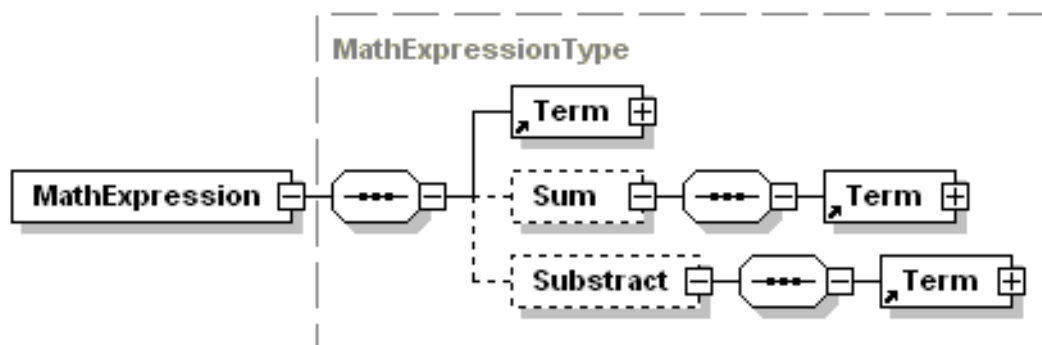 MathExpressionType
Term
MathExpression
Sum
Term
Substract
Term